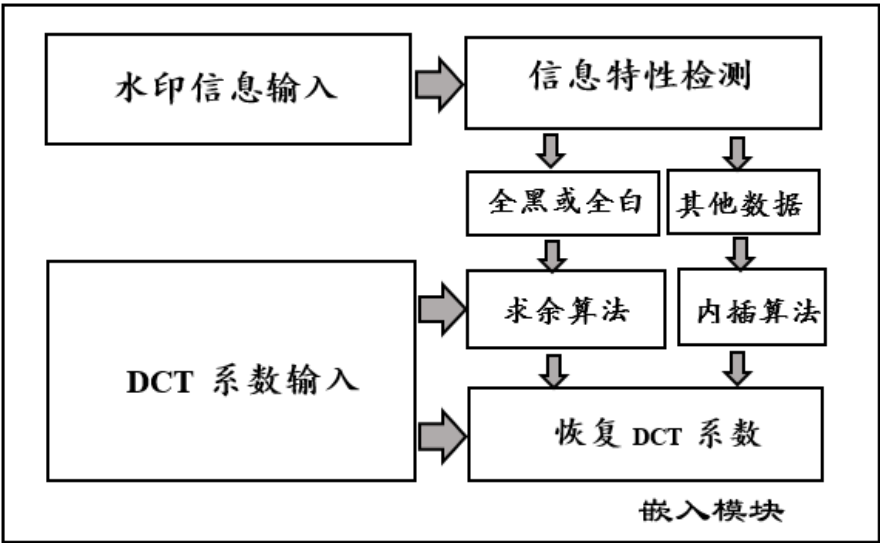 水印信息输入
信息特性检测
全黑或全白
其他数据
DCT 系数输入
求余算法
内插算法
恢复 DCT 系数
嵌入模块